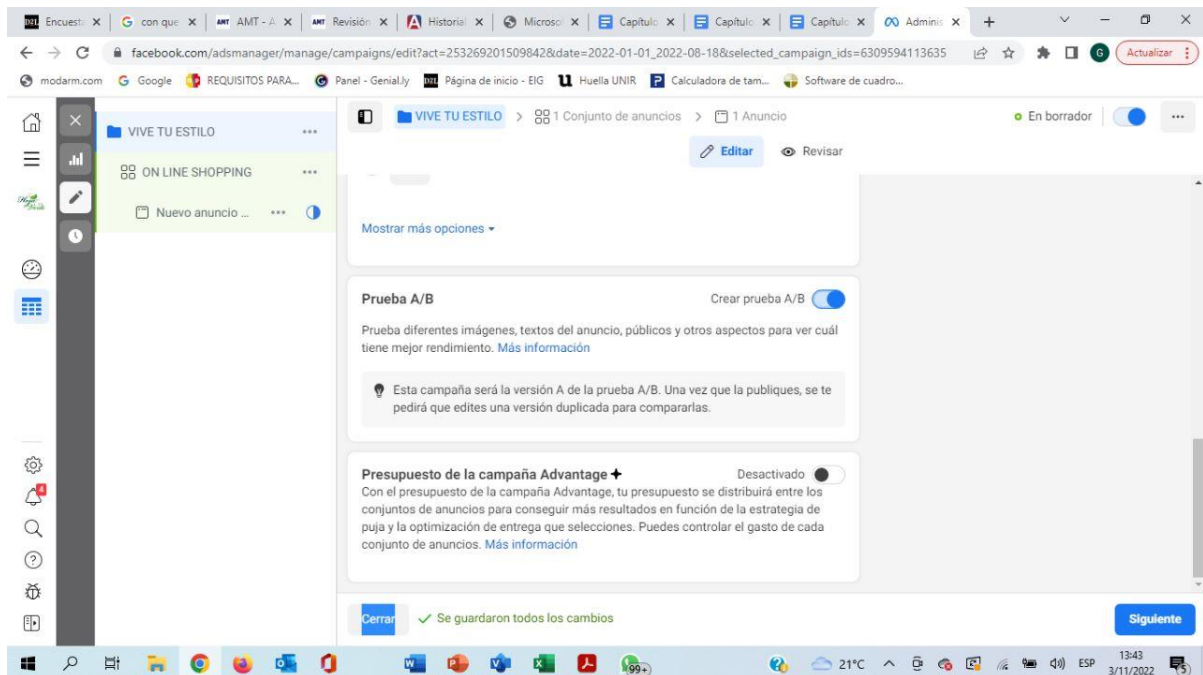 Encuesta
con que
AMT - A
Revisión
Historial
Microsof
Capítulo
Capítulo
Capítulo
Adminis
facebook.com/adsmanager/manage/campaigns/edit?act=253269201509842&date=2022-01-01_2022-08-18&selected_campaign_ids=6309594113635
G
Actualizar
modarm.com
Google
REQUISITOS PARA...
Panel - Genial.ly
Página de inicio - EIG
Huella UNIR
Calculadora de tam...
Software de cuadro...
VIVE TU ESTILO
ON LINE SHOPPING
Nuevo anuncio ...
VIVE TU ESTILO > 1 Conjunto de anuncios > 1 Anuncio
En borrador
Editar
Revisar
Mostrar más opciones
Prueba A/B
Crear prueba A/B
Prueba diferentes imágenes, textos del anuncio, públicos y otros aspectos para ver cuál
tiene mejor rendimiento. Más información
Esta campaña será la versión A de la prueba A/B. Una vez que la publiques, se te
pedirá que edites una versión duplicada para compararlas.
Presupuesto de la campaña Advantage
Desactivado
Con el presupuesto de la campaña Advantage, tu presupuesto se distribuirá entre los
conjuntos de anuncios para conseguir más resultados en función de la estrategia de
puja y la optimización de entrega que selecciones. Puedes controlar el gasto de cada
conjunto de anuncios. Más información
4
Cerrar
Se guardaron todos los cambios
Siguiente
99+
21°C
ESP
13:43
3/11/2022
5